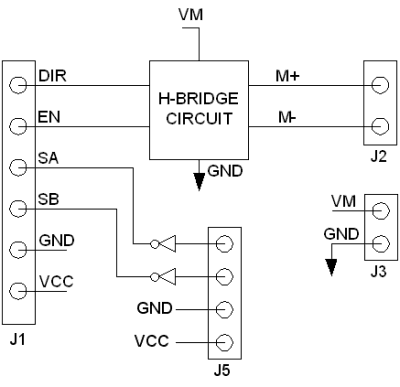 VM
DIR
M+
H-BRIDGE
CIRCUIT
EN
M-
SA
GND
J2
SB
VM
GND
GND
J3
VCC
GND
J1
VCC
J5